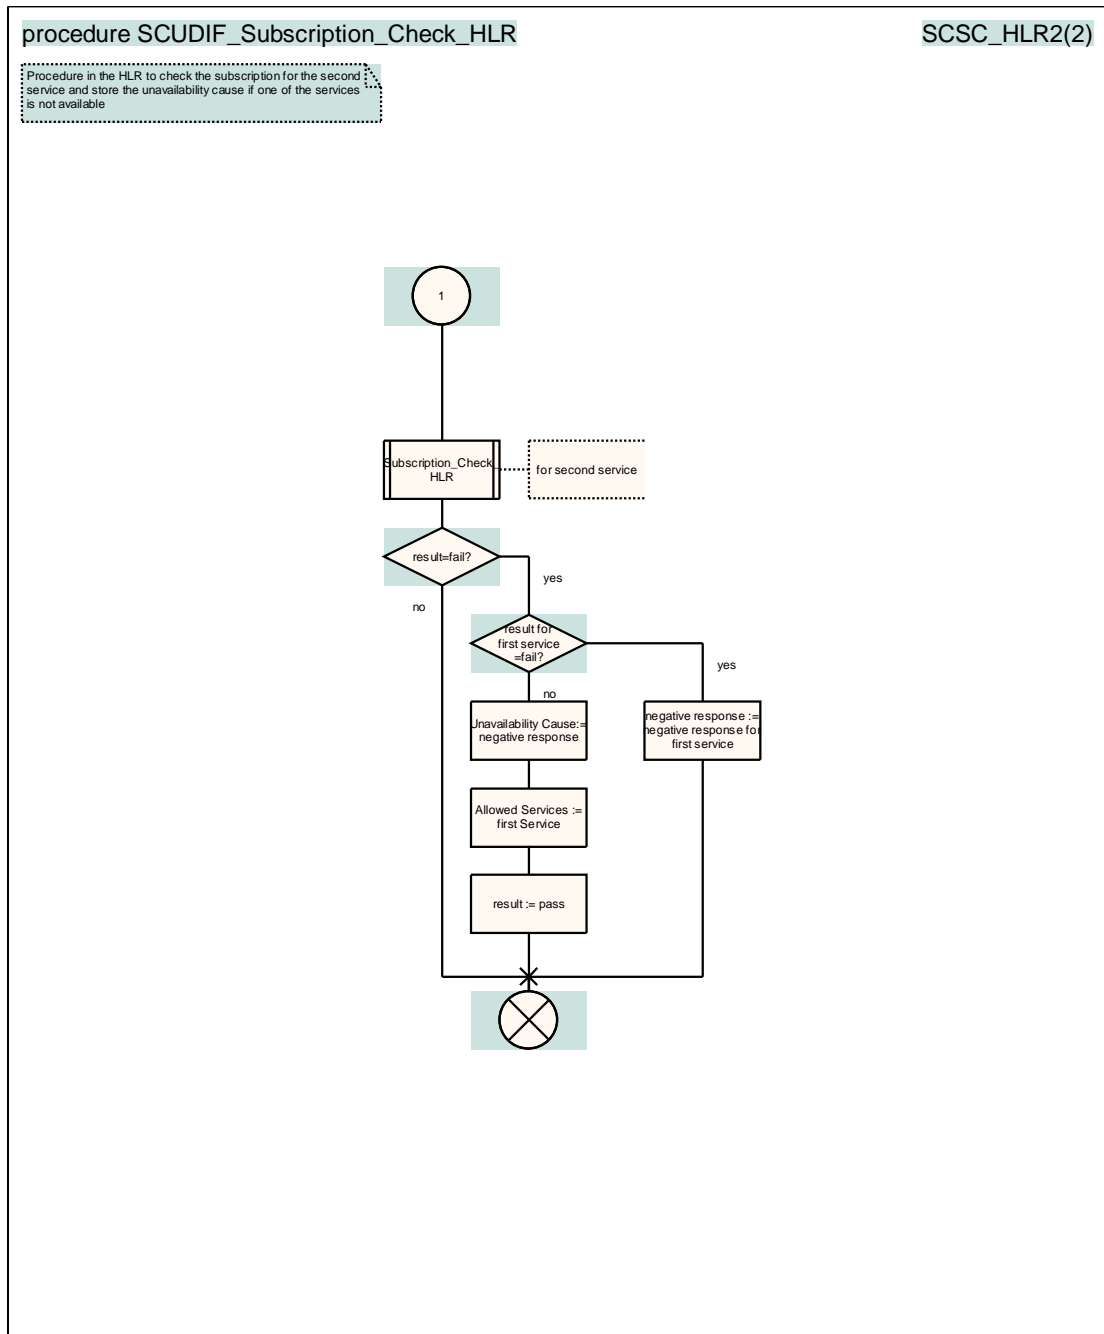 procedure SCUDIF_Subscription_Check_HLR
SCSC_HLR2(2)
Procedure in the HLR to check the subscription for the second
service and store the unavailability cause if one of the services
is not available
1
Subscription_Check_
HLR
for second service
result=fail?
yes
no
result for
first service
=fail?
yes
no
Unavailability Cause:=
negative response
negative response :=
negative response for
first service
Allowed Services :=
first Service
result := pass